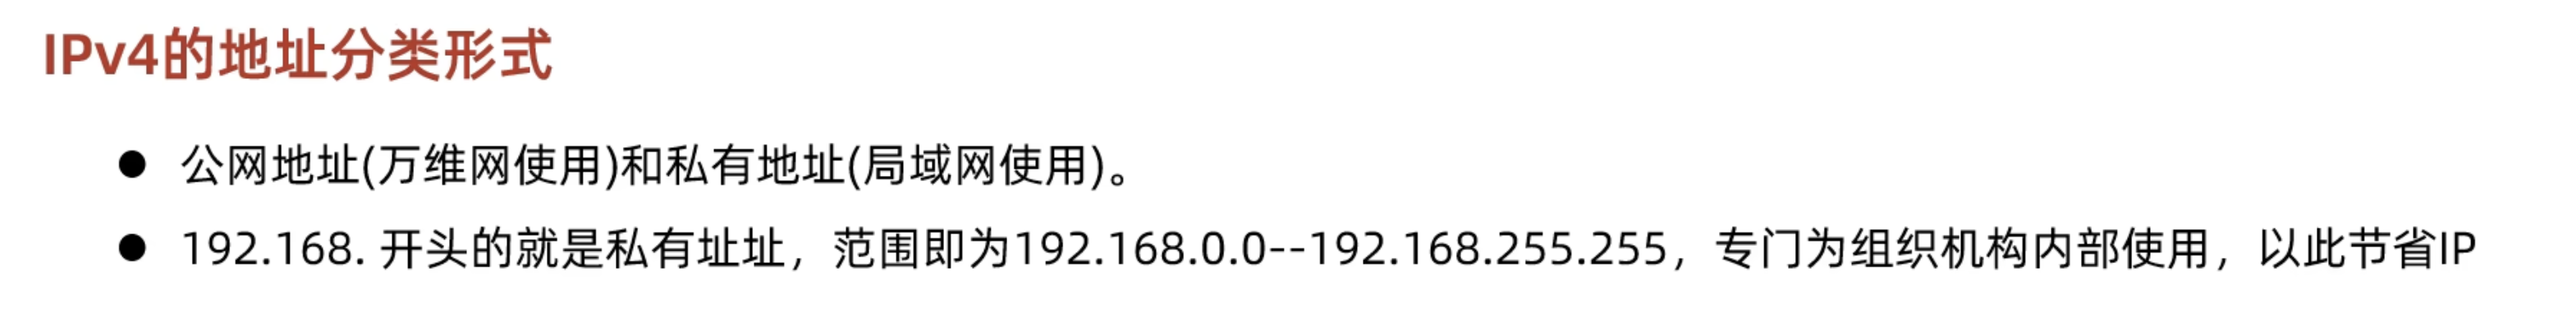 IPv4的地址分类形式
● 公网地址(万维网使用)和私有地址(局域网使用)。
● 192.168. 开头的就是私有址址，范围即为192.168.0.0--192.168.255.255，专门为组织机构内部使用，以此节省IP